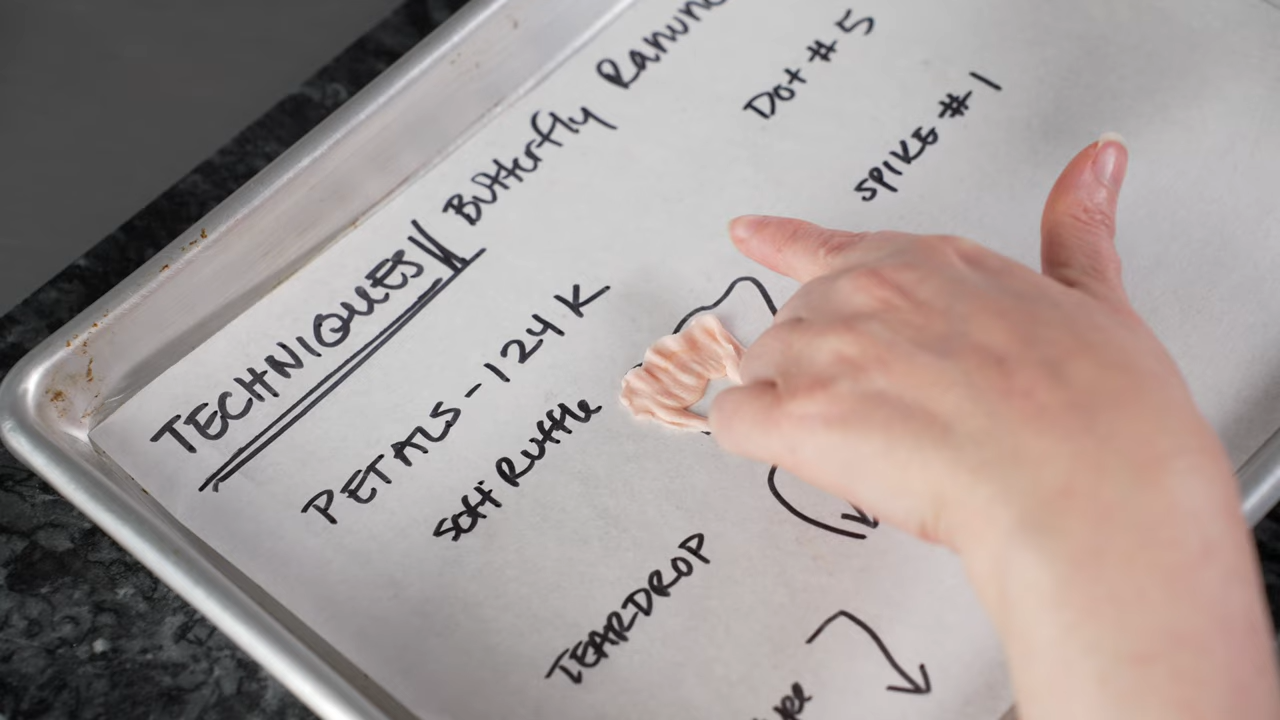 TECHNIQUES Butterfly
PETALS - 124 K
Soft Ruffle
TEARDROP
Dot # 5
SPIKE # 1